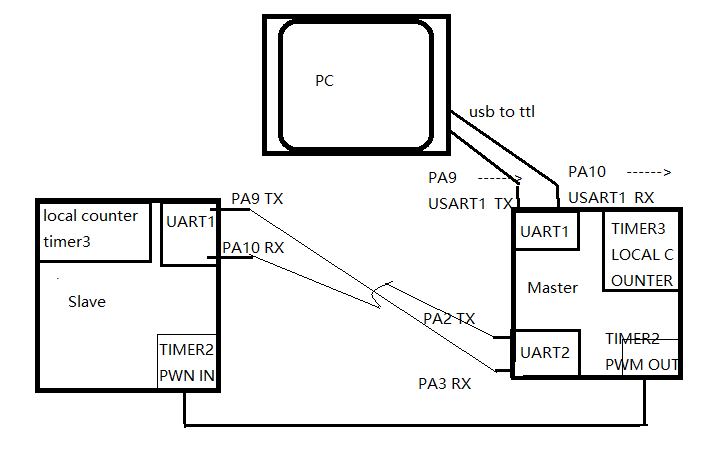 PC
usb to ttl
PA9 ------>
USART1 TX
PA10 ------>
USART1 RX
PA9 TX
local counter
timer3
UART1
PA10 RX
Slave
TIMER2
PWN IN
UART1
TIMER3
LOCAL C
OUNTER
Master
PA2 TX
UART2
PA3 RX
TIMER2
PWM OUT